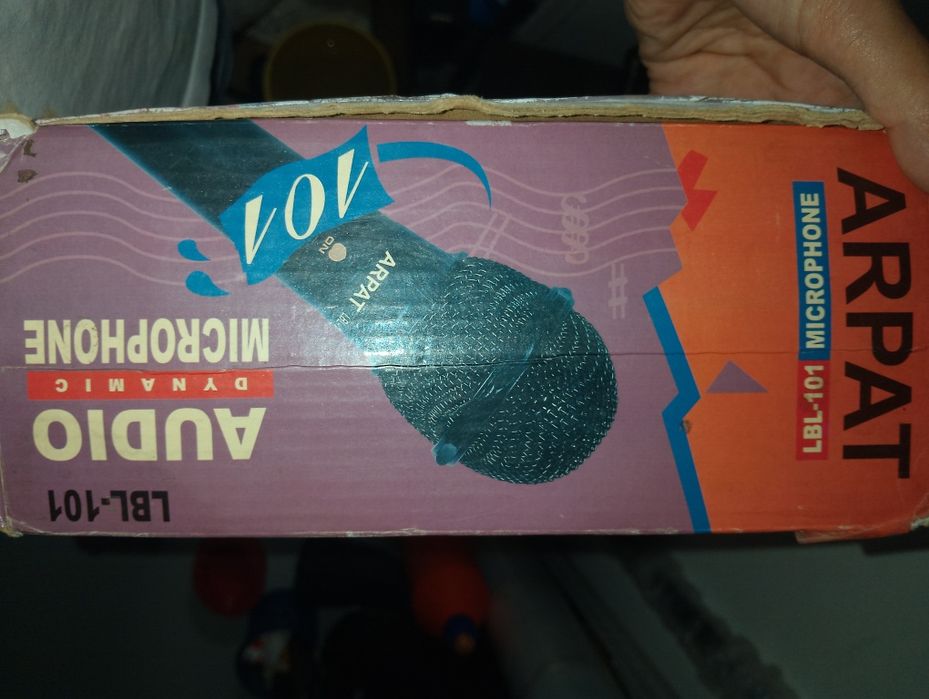 LBL-101
AUDIO
DYNAMIC
MICROPHONE
101
ON
ARPAT
ARPAT
LBL-101 MICROPHONE